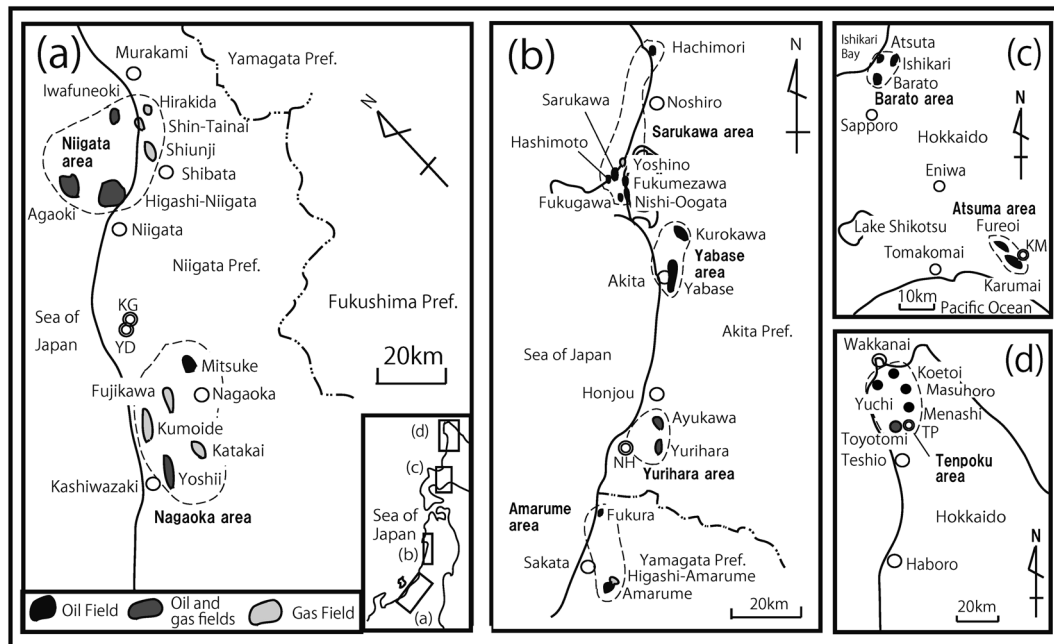 (a)
Murakami
Yamagata Pref.
Iwafuneoki
Hirakida
Shin-Tainai
Niigata
area
Shiunji
Shibata
Agaoki
Higashi-Niigata
Niigata
Niigata Pref.
Fukushima Pref.
N
KG
Sea of
Japan
YD
20km
Mitsuke
Fujikawa
Nagaoka
Kumoide
Katakai
Yoshii
Kashiwazaki
Nagaoka area
(d)
(c)
Sea of
Japan
(b)
(a)
Oil Field
Oil and
gas fields
Gas Field
(b)
N
Hachimori
Noshiro
Sarukawa
Sarukawa area
Hashimoto
Yoshino
Fukumezawa
Fukugawa
Nishi-Oogata
Kurokawa
Yabase
area
Akita
Yabase
Akita Pref.
Sea of Japan
Honjou
Ayukawa
Yurihara
NH
Yurihara area
Amarume
area
Fukura
Yamagata Pref.
Sakata
Higashi-Amarume
Amarume
20km
(c)
Ishikari
Bay
Atsuta
Ishikari
Barato
Barato area
N
Sapporo
Hokkaido
Eniwa
Atsuma area
Lake Shikotsu
Fureoi
KM
Tomakomai
Karumai
10km
Pacific Ocean
(d)
Wakkanai
Koetoi
Masuhoro
Yuchi
Menashi
Toyotomi
TP
Teshio
Tenpoku
area
Hokkaido
N
Haboro
20km